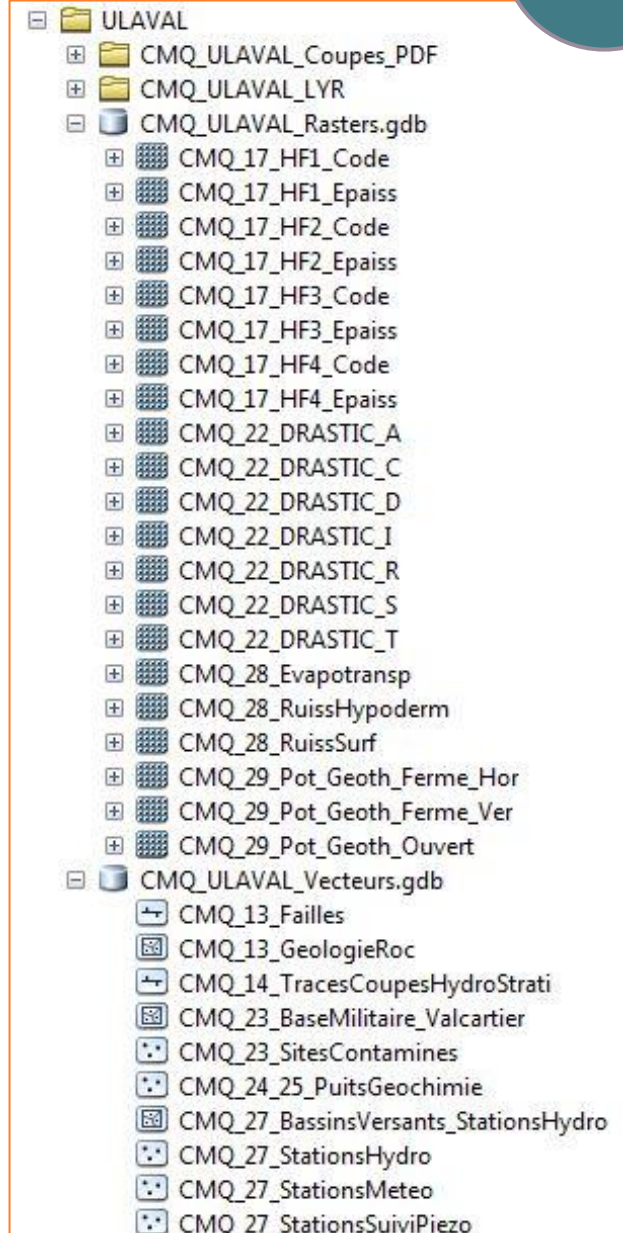 ULAVAL
CMQ_ULAVAL_Coupes_PDF
CMQ_ULAVAL_LYR
CMQ_ULAVAL_Rasters.gdb
CMQ_17_HF1_Code
CMQ_17_HF1_Epaiss
CMQ_17_HF2_Code
CMQ_17_HF2_Epaiss
CMQ_17_HF3_Code
CMQ_17_HF3_Epaiss
CMQ_17_HF4_Code
CMQ_17_HF4_Epaiss
CMQ_22_DRASTIC_A
CMQ_22_DRASTIC_C
CMQ_22_DRASTIC_D
CMQ_22_DRASTIC_I
CMQ_22_DRASTIC_R
CMQ_22_DRASTIC_S
CMQ_22_DRASTIC_T
CMQ_28_Evapotransp
CMQ_28_RuissHypoderm
CMQ_28_RuissSurf
CMQ_29_Pot_Geoth_Ferme_Hor
CMQ_29_Pot_Geoth_Ferme_Ver
CMQ_29_Pot_Geoth_Ouvert
CMQ_ULAVAL_Vecteurs.gdb
CMQ_13_Failles
CMQ_13_GeologieRoc
CMQ_14_TracesCoupesHydroStrati
CMQ_23_BaseMilitaire_Valcartier
CMQ_23_SitesContamines
CMQ_24_25_PuitsGeochimie
CMQ_27_BassinsVersants_StationsHydro
CMQ_27_StationsHydro
CMQ_27_StationsMeteo
CMQ_27_StationsSuiviPiezo